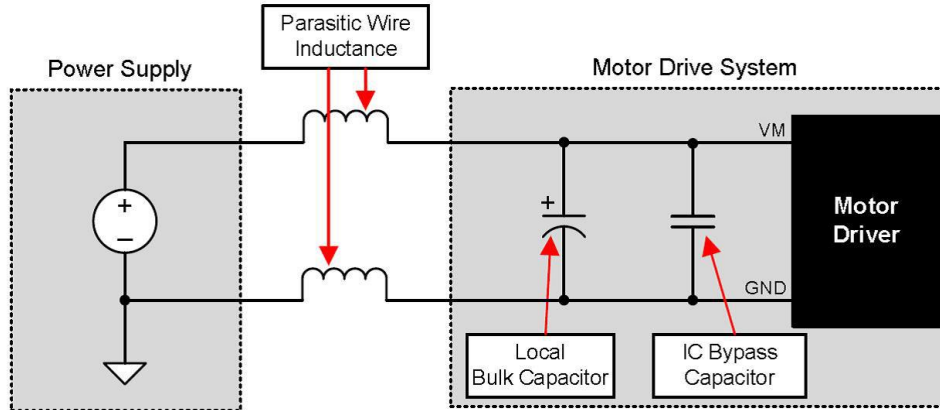 Parasitic Wire
Inductance
Power Supply
Motor Drive System
VM
+
–
+
Motor
Driver
GND
Local
Bulk Capacitor
IC Bypass
Capacitor